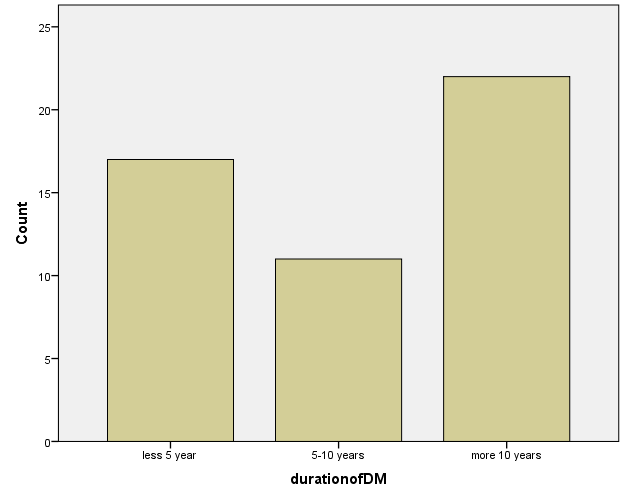 25
20
15
10
5
0
Count
less 5 year
5-10 years
more 10 years
durationofDM